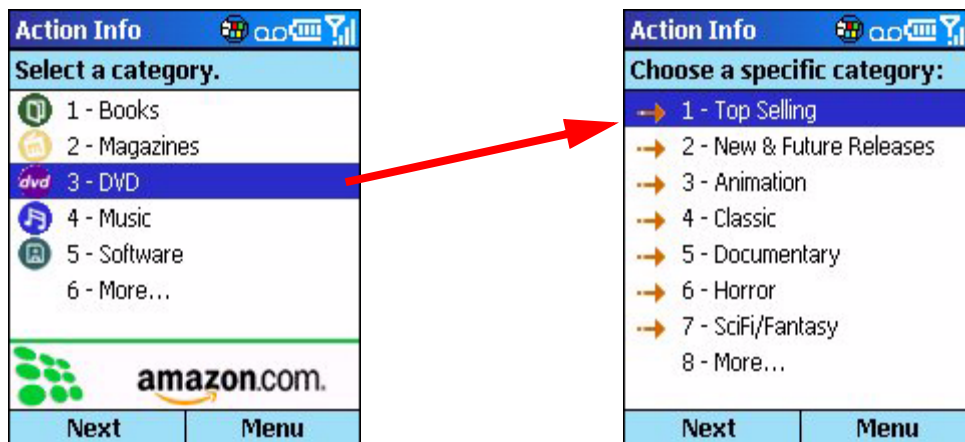 Action Info
Select a category.
1 - Books
2 - Magazines
dvd 3 - DVD
4 - Music
5 - Software
6 - More...
amazon.com.
Next Menu
Action Info
Choose a specific category:
1 - Top Selling
2 - New & Future Releases
3 - Animation
4 - Classic
5 - Documentary
6 - Horror
7 - SciFi/Fantasy
8 - More...
Next Menu